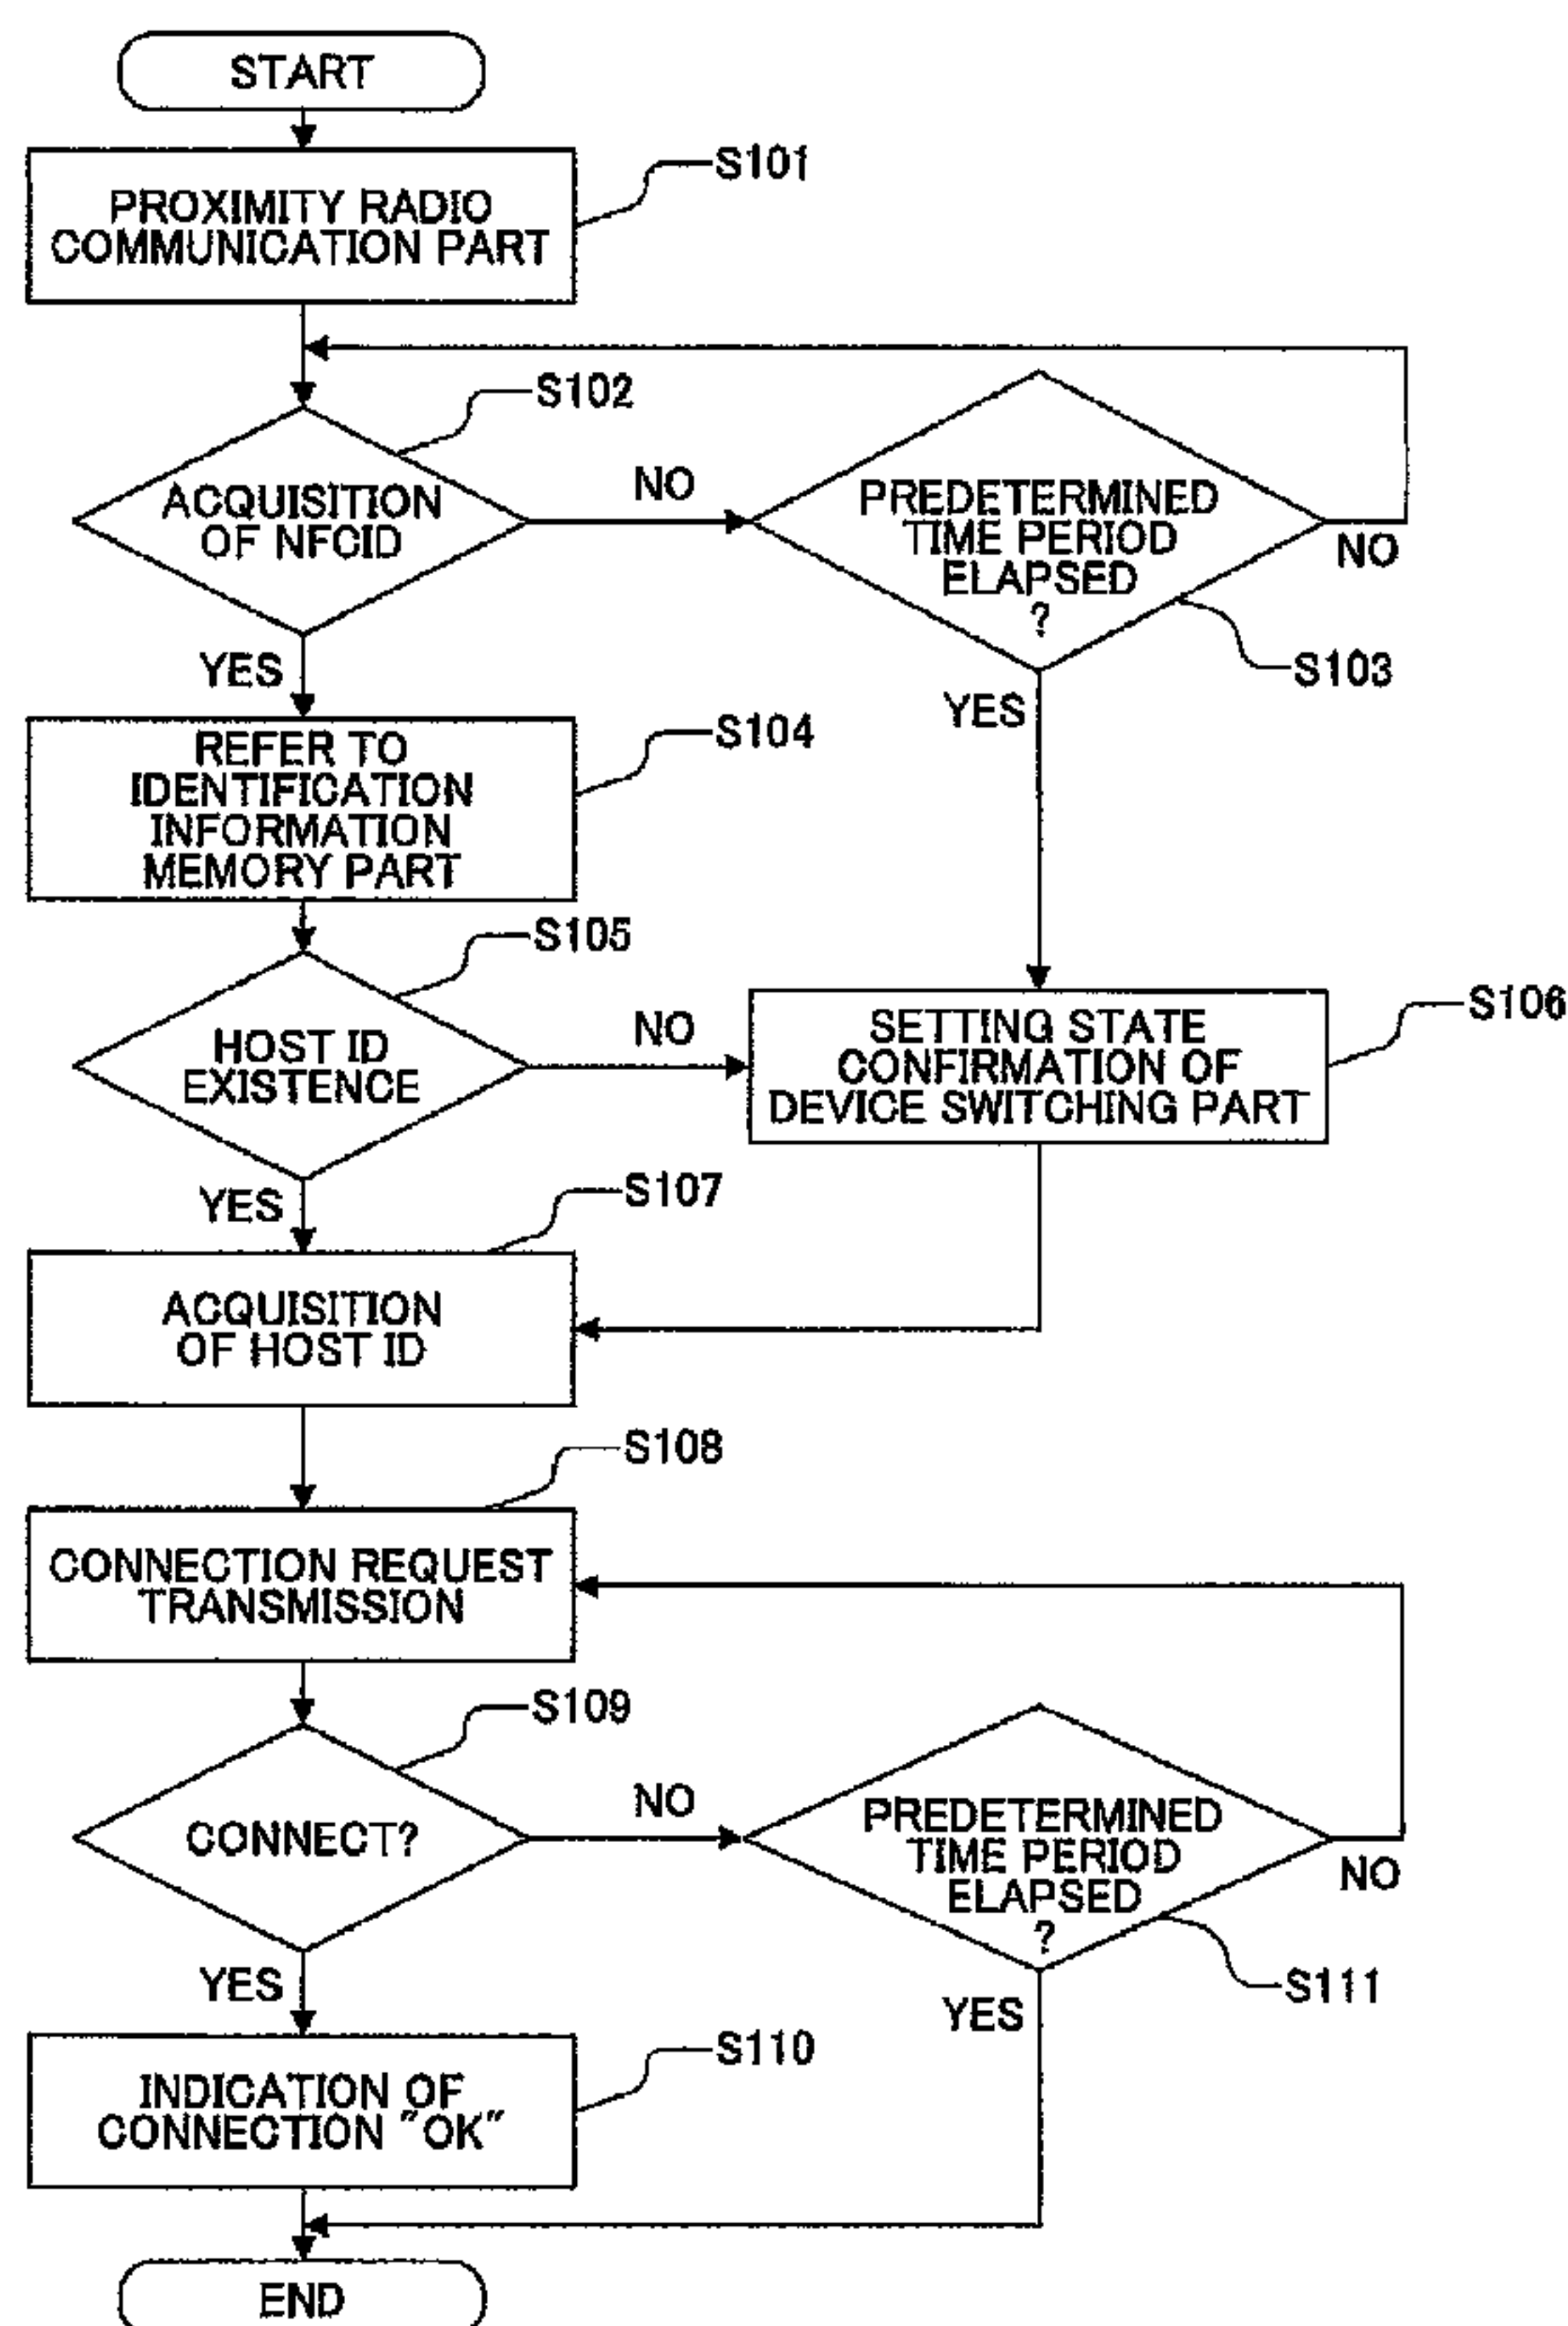 START
PROXIMITY RADIO
COMMUNICATION PART
S101
S102
ACQUISITION
OF NFCID
NO
PREDETERMINED
TIME PERIOD
ELAPSED
?
NO
S103
YES
YES
REFER TO
IDENTIFICATION
INFORMATION
MEMORY PART
S104
S105
HOST ID
EXISTENCE
NO
SETTING STATE
CONFIRMATION OF
DEVICE SWITCHING PART
S106
YES
S107
ACQUISITION
OF HOST ID
S108
CONNECTION REQUEST
TRANSMISSION
S109
CONNECT?
NO
PREDETERMINED
TIME PERIOD
ELAPSED
?
NO
S111
YES
YES
INDICATION OF
CONNECTION "OK"
S110
END